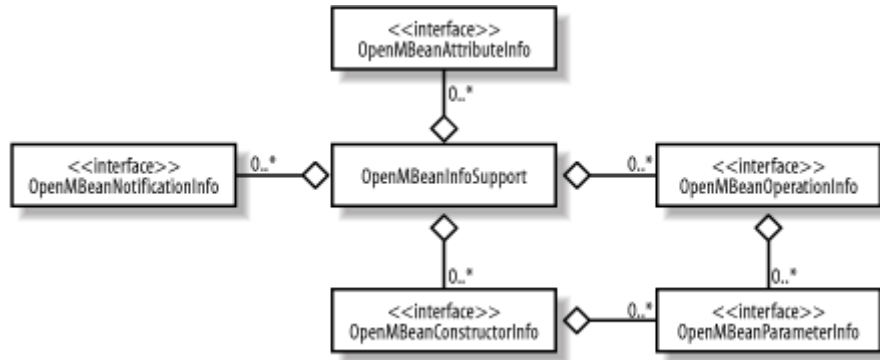 <<interface>>
OpenMBeanAttributeInfo
0..*
<<interface>>
OpenMBeanNotificationInfo
0..*
OpenMBeanInfoSupport
0..*
<<interface>>
OpenMBeanOperationInfo
0..*
0..*
<<interface>>
OpenMBeanConstructorInfo
0..*
<<interface>>
OpenMBeanParameterInfo